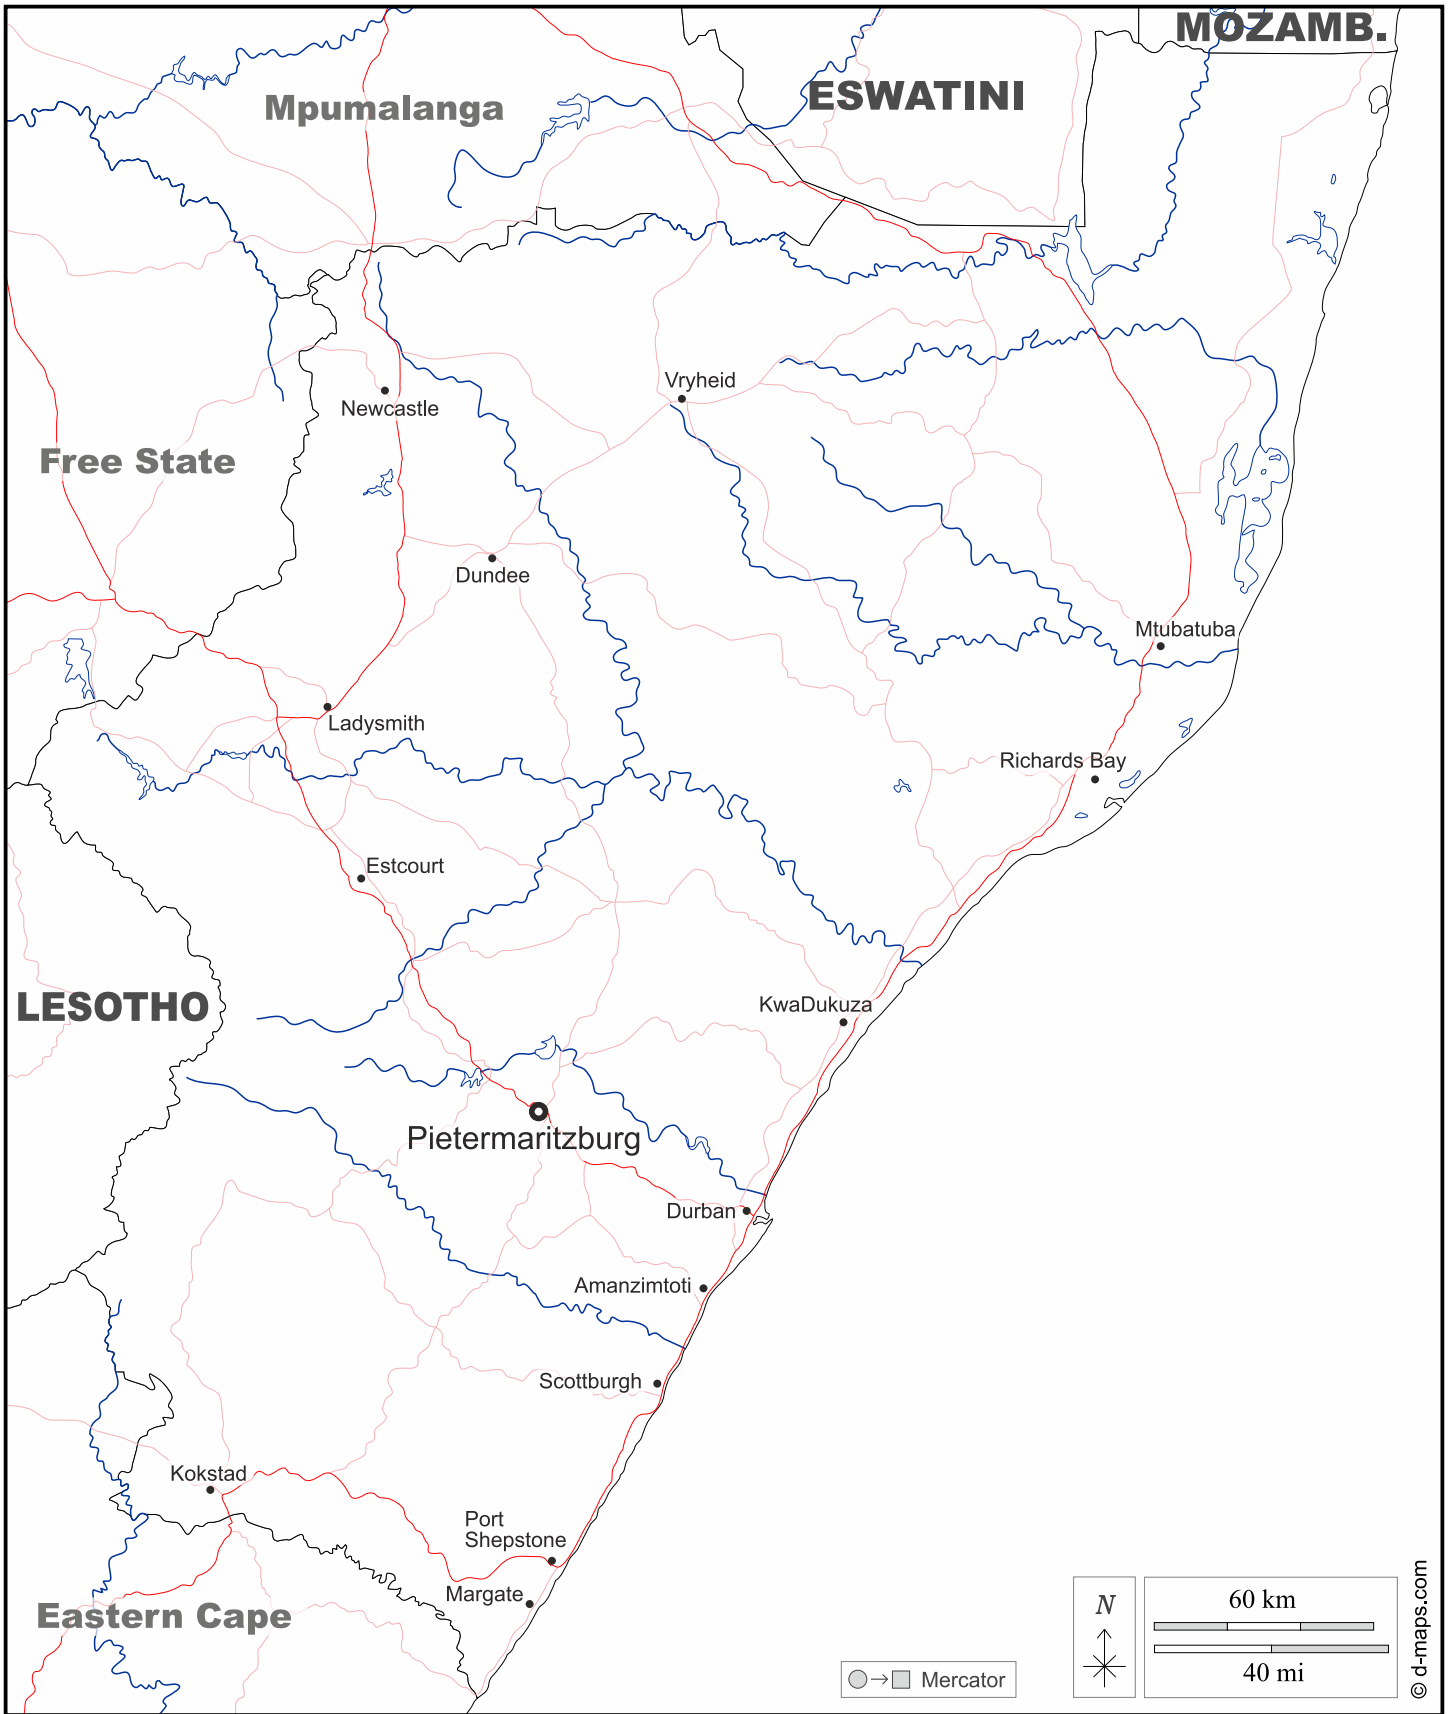 MOZAMB.
Mpumalanga
ESWATINI
Vryheid
Newcastle
Free State
Dundee
Mtubatuba
Ladysmith
Richards Bay
Estcourt
LESOTHO
KwaDukuza
Pietermaritzburg
Durban
Amanzimtoti
Scottburgh
Kokstad
Port
Shepstone
Margate
Eastern Cape
N
60 km
40 mi
Mercator
© d-maps.com